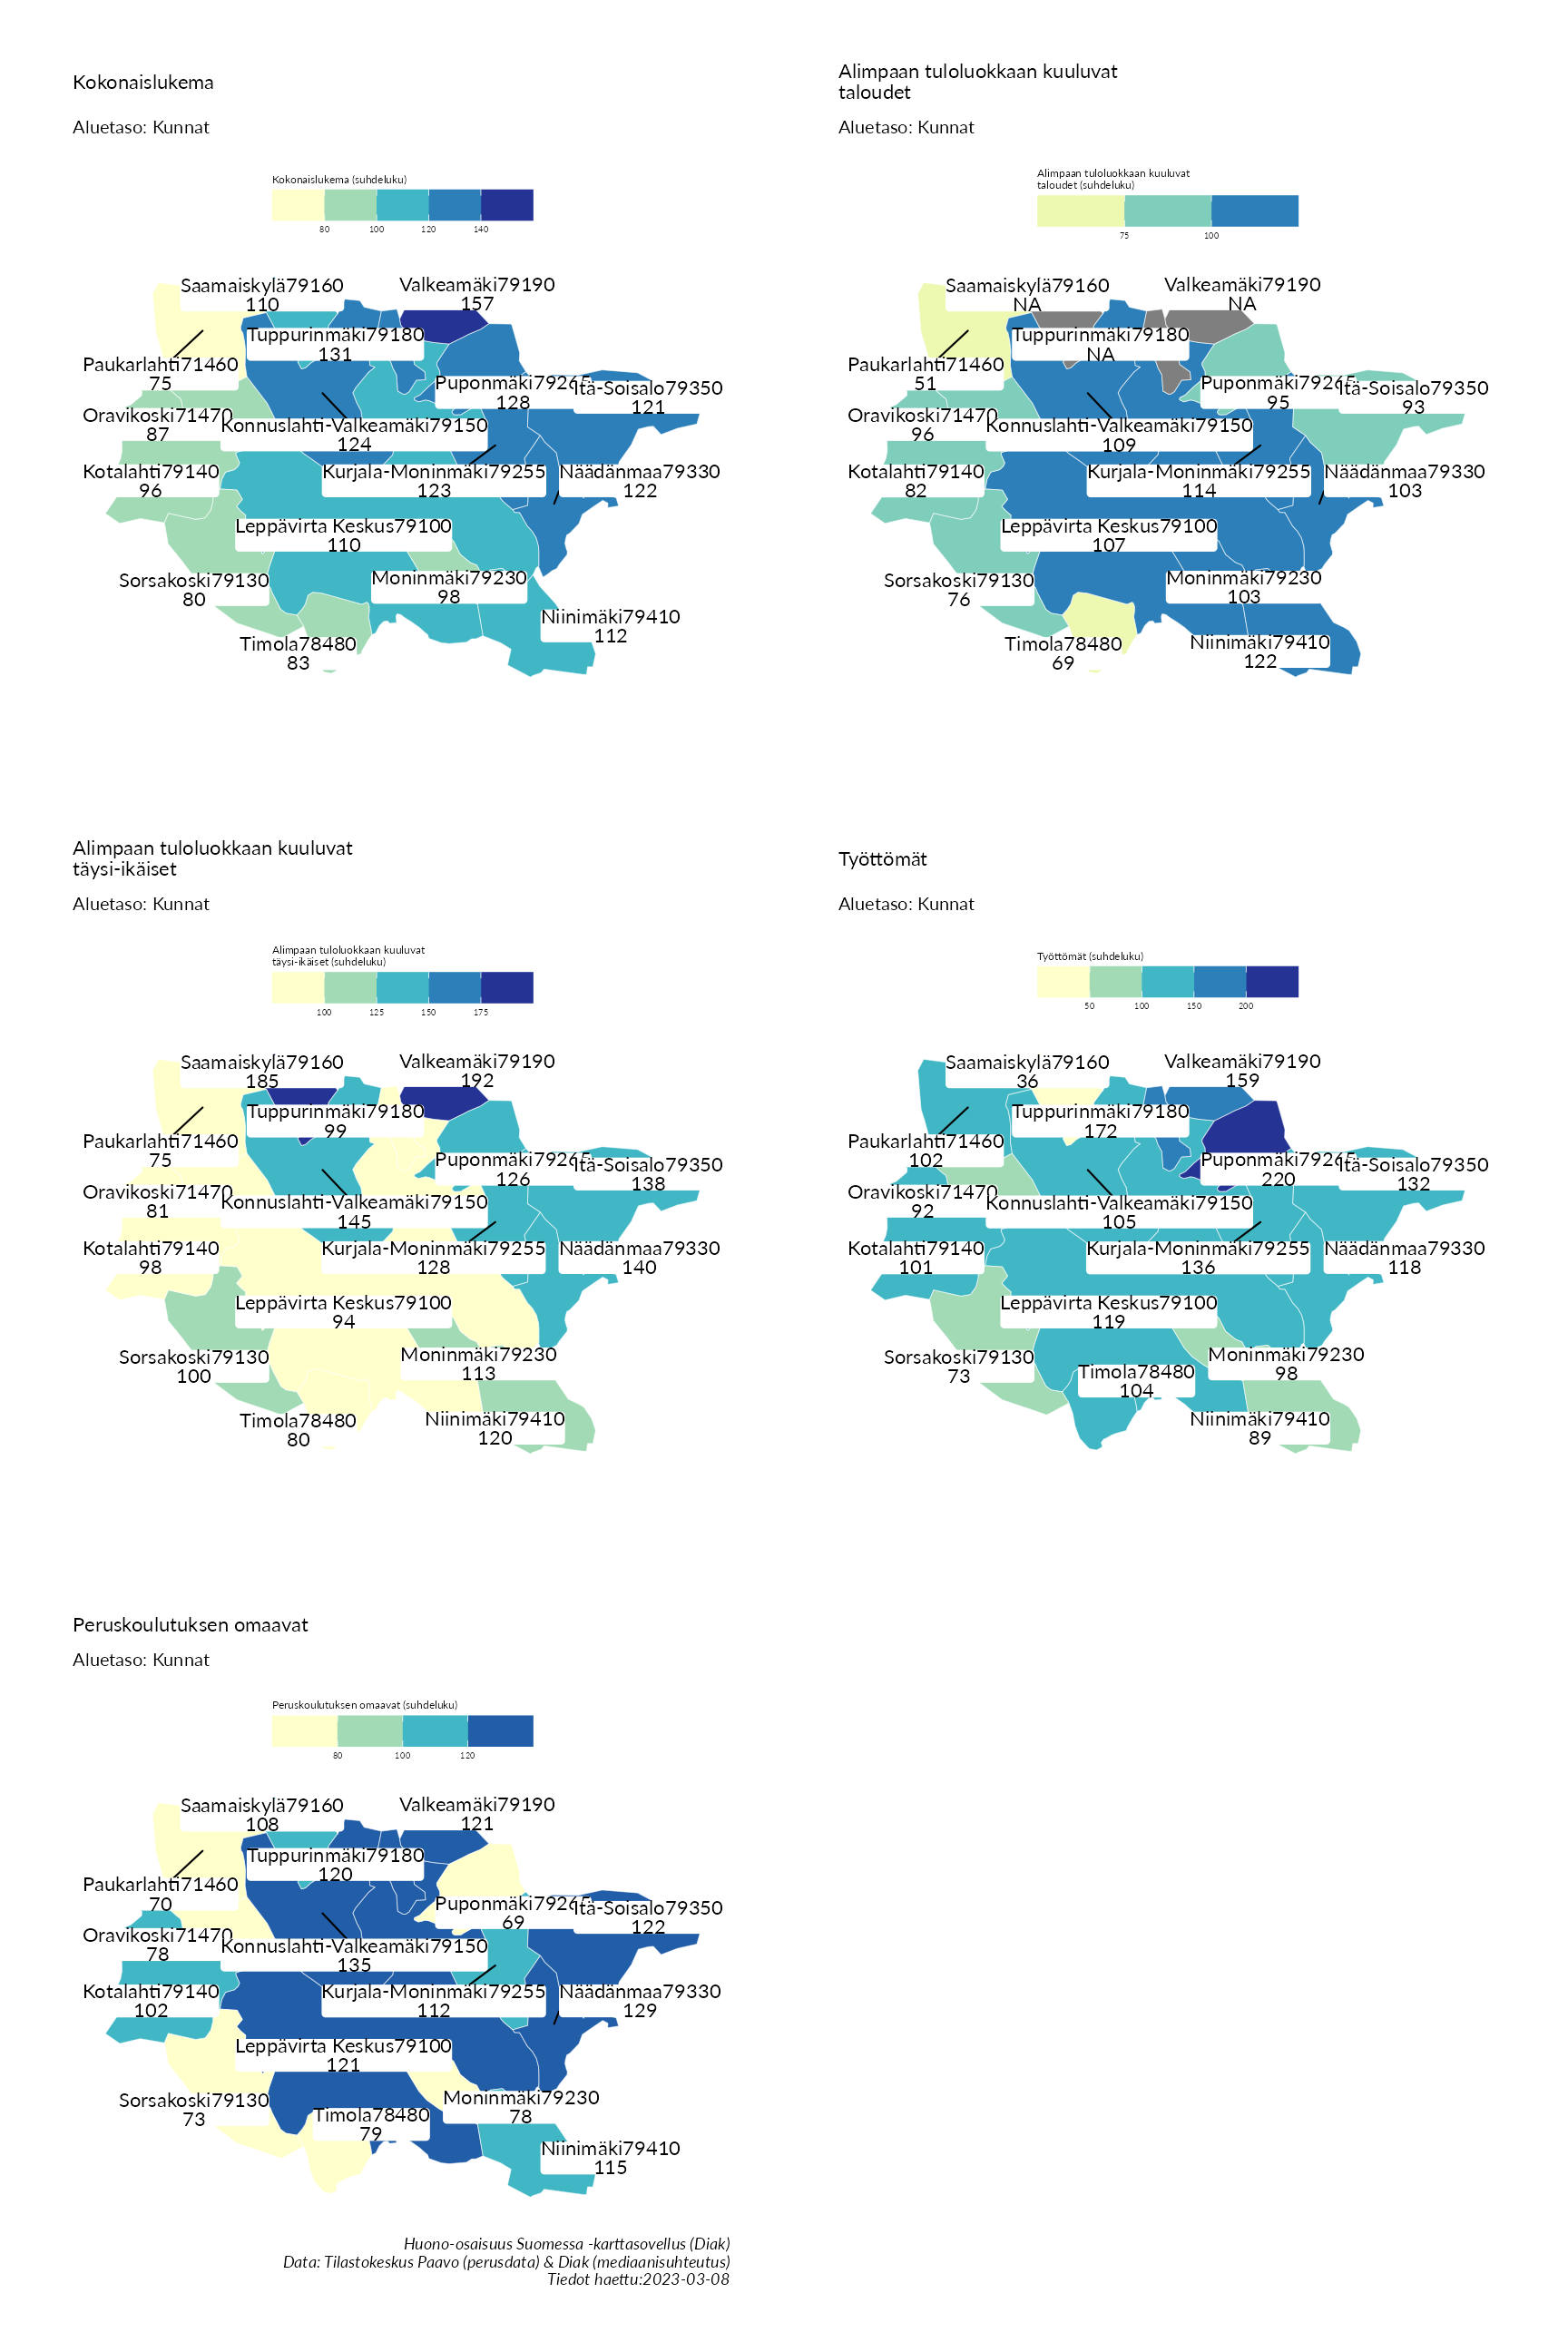 Kokonaislukema
Aluetaso: Kunnat
Kokonaislukema (suhdeluku)
80 100 120 140
Saamaiskylä79160
110
Valkeamäki79190
157
Tuppurinmäki79180
131
Paukarlahti71460
75
Puponmäki7926
128
Itä-Soisalo79350
121
Oravikoski71470
87
Konnuslahti-Valkeamäki79150
124
Kotalahti79140
96
Kurjala-Moninmäki79255
123
Näädänmaa79330
122
Leppävirta Keskus79100
110
Sorsakoski79130
80
Moninmäki79230
98
Niinimäki79410
112
Timola78480
83
Alimpaan tuloluokkaan kuuluvat
taloudet
Aluetaso: Kunnat
Alimpaan tuloluokkaan kuuluvat
taloudet (suhdeluku)
75 100
Saamaiskylä79160
NA
Valkeamäki79190
NA
Tuppurinmäki79180
NA
Paukarlahti71460
51
Puponmäki7926
95
Itä-Soisalo79350
93
Oravikoski71470
96
Konnuslahti-Valkeamäki79150
109
Kotalahti79140
82
Kurjala-Moninmäki79255
114
Näädänmaa79330
103
Leppävirta Keskus79100
107
Sorsakoski79130
76
Moninmäki79230
103
Timola78480
69
Niinimäki79410
122
Alimpaan tuloluokkaan kuuluvat
täysi-ikäiset
Aluetaso: Kunnat
Alimpaan tuloluokkaan kuuluvat
täysi-ikäiset (suhdeluku)
100 125 150 175
Saamaiskylä79160
185
Valkeamäki79190
192
Tuppurinmäki79180
99
Paukarlahti71460
75
Puponmäki7926
126
Itä-Soisalo79350
138
Oravikoski71470
81
Konnuslahti-Valkeamäki79150
145
Kotalahti79140
98
Kurjala-Moninmäki79255
128
Näädänmaa79330
140
Leppävirta Keskus79100
94
Sorsakoski79130
100
Moninmäki79230
113
Timola78480
80
Niinimäki79410
120
Työttömät
Aluetaso: Kunnat
Työttömät (suhdeluku)
50 100 150 200
Saamaiskylä79160
36
Valkeamäki79190
159
Tuppurinmäki79180
172
Paukarlahti71460
102
Puponmäki7926
220
Itä-Soisalo79350
132
Oravikoski71470
92
Konnuslahti-Valkeamäki79150
105
Kotalahti79140
101
Kurjala-Moninmäki79255
136
Näädänmaa79330
118
Leppävirta Keskus79100
119
Sorsakoski79130
73
Moninmäki79230
98
Timola78480
104
Niinimäki79410
89
Peruskoulutuksen omaavat
Aluetaso: Kunnat
Peruskoulutuksen omaavat (suhdeluku)
80 100 120
Saamaiskylä79160
108
Valkeamäki79190
121
Tuppurinmäki79180
120
Paukarlahti71460
70
Puponmäki7926
69
Itä-Soisalo79350
122
Oravikoski71470
78
Konnuslahti-Valkeamäki79150
135
Kotalahti79140
102
Kurjala-Moninmäki79255
112
Näädänmaa79330
129
Leppävirta Keskus79100
121
Sorsakoski79130
73
Moninmäki79230
78
Timola78480
79
Niinimäki79410
115
Huono-osaisuus Suomessa -karttasovellus (Diak)
Data: Tilastokeskus Paavo (perusdata) & Diak (mediaanisuhteutus)
Tiedot haettu:2023-03-08